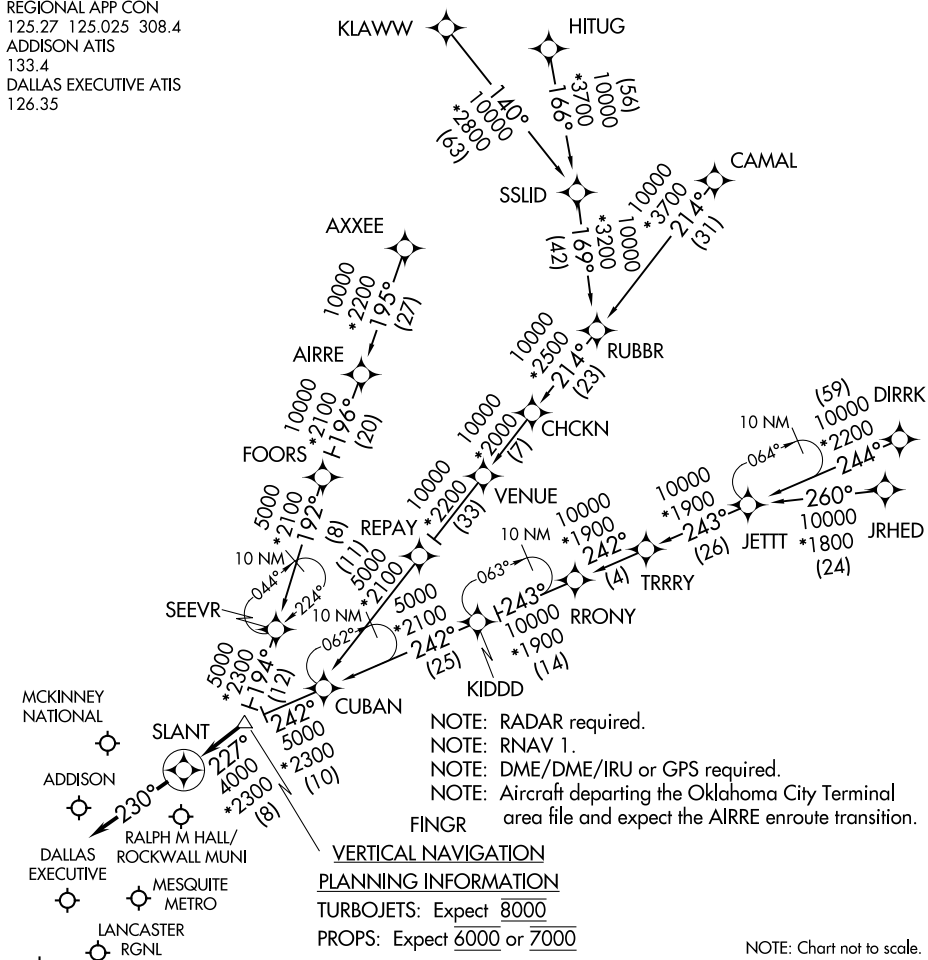 REGIONAL APP CON
125.27 125.025 308.4
ADDISON ATIS
133.4
DALLAS EXECUTIVE ATIS
126.35
KLAWW
HITUG
140°
10000
*2800
(63)
166°
(56)
10000
*3700
CAMAL
SSLID
10000
*3700
214°
(31)
169°
10000
*3200
(42)
AXXEE
10000
*2200
195°
(27)
RUBBR
10000
*2500
214°
(23)
AIRRE
10000
*2100
196°
(20)
CHCKN
10000
*2000
(7)
FOORS
VENUE
10000
*2200
(33)
5000
*2100
192°
(8)
REPAY
(11)
5000
*2100
DIRRK
(59)
10000
*2200
244°
10 NM
064°
JRHED
260°
10000
*1800
(24)
JETTT
10000
*1900
243°
(26)
TRRRY
10000
*1900
242°
(4)
RRONY
10 NM
063°
243°
10000
*1900
(14)
KIDDD
5000
*2100
242°
(25)
10 NM
044°
224°
SEEVR
10 NM
062°
CUBAN
5000
*2300
194°
(12)
242°
5000
*2300
(10)
MCKINNEY
NATIONAL
SLANT
227°
4000
*2300
(8)
ADDISON
230°
RALPH M HALL/
ROCKWALL MUNI
DALLAS
EXECUTIVE
MESQUITE
METRO
LANCASTER
RGNL
NOTE: RADAR required.
NOTE: RNAV 1.
NOTE: DME/DME/IRU or GPS required.
NOTE: Aircraft departing the Oklahoma City Terminal
area file and expect the AIRRE enroute transition.
FINGR
VERTICAL NAVIGATION
PLANNING INFORMATION
TURBOJETS: Expect 8000
PROPS: Expect 6000 or 7000
NOTE: Chart not to scale.